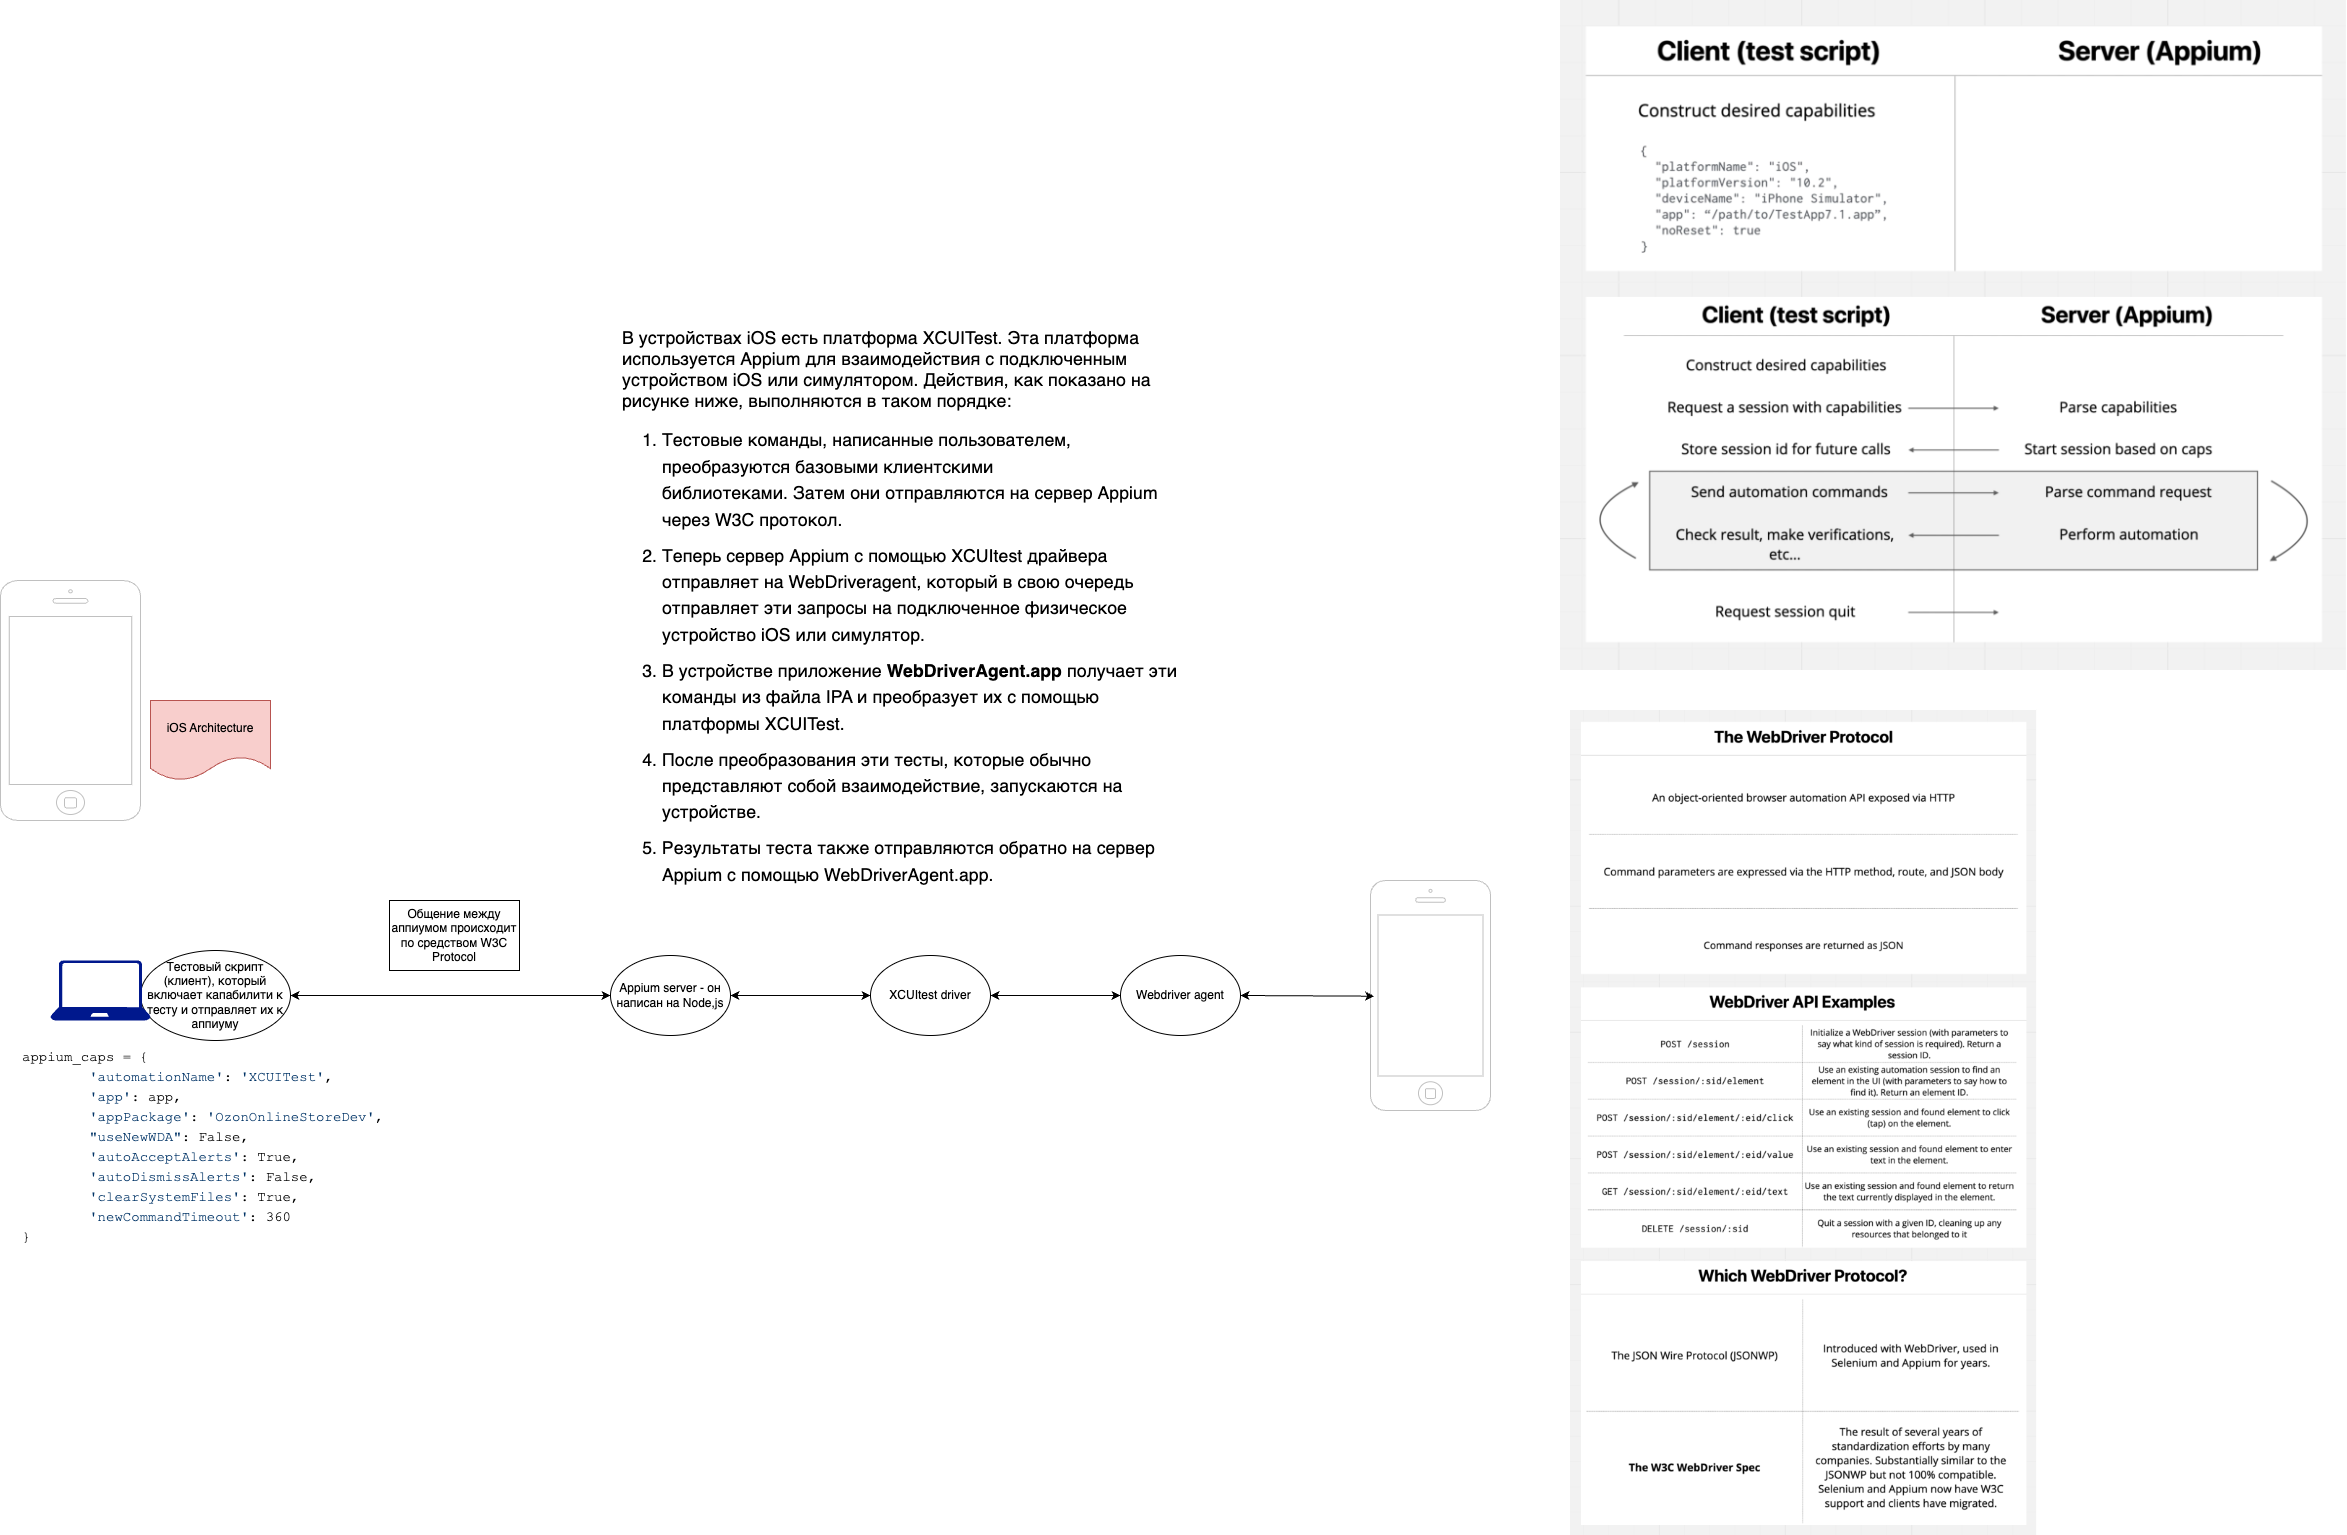 В устройствах iOS есть платформа XCUITest. Эта платформа
используется Appium для взаимодействия с подключенным
устройством iOS или симулятором. Действия, как показано на
рисунке ниже, выполняются в таком порядке:
1. Тестовые команды, написанные пользователем,
преобразуются базовыми клиентскими
библиотеками. Затем они отправляются на сервер Appium
через W3C протокол.
2. Теперь сервер Appium с помощью XCUItest драйвера
отправляет на WebDriveragent, который в свою очередь
отправляет эти запросы на подключенное физическое
устройство iOS или симулятор.
3. В устройстве приложение WebDriverAgent.app получает эти
команды из файла IPA и преобразует их с помощью
платформы XCUITest.
4. После преобразования эти тесты, которые обычно
представляют собой взаимодействие, запускаются на
устройстве.
5. Результаты теста также отправляются обратно на сервер
Appium с помощью WebDriverAgent.app.
iOS Architecture
Общение между
аппиумом происходит
по средством W3C
Protocol
Тестовый скрипт
(клиент), который
включает капабилити к
тесту и отправляет их к
аппиуму
Appium server - он
написан на Node,js
XCUItest driver
Webdriver agent
appium_caps = {
'automationName': 'XCUITest',
'app': app,
'appPackage': 'OzonOnlineStoreDev',
"useNewWDA": False,
'autoAcceptAlerts': True,
'autoDismissAlerts': False,
'clearSystemFiles': True,
'newCommandTimeout': 360
}
Client (test script)
Server (Appium)
Construct desired capabilities
{
"platformName": "iOS",
"platformVersion": "10.2",
"deviceName": "iPhone Simulator",
"app": “/path/to/TestApp7.1.app”,
"noReset": true
}
Client (test script)
Server (Appium)
Construct desired capabilities
Request a session with capabilities
Parse capabilities
Store session id for future calls
Start session based on caps
Send automation commands
Parse command request
Check result, make verifications,
etc...
Perform automation
Request session quit
The WebDriver Protocol
An object-oriented browser automation API exposed via HTTP
Command parameters are expressed via the HTTP method, route, and JSON body
Command responses are returned as JSON
WebDriver API Examples
POST /session
Initialize a WebDriver session (with parameters to
say what kind of session is required). Return a
session ID.
POST /session/:sid/element
Use an existing automation session to find an
element in the UI (with parameters to say how to
find it). Return an element ID.
POST /session/:sid/element/:eid/click
Use an existing session and found element to click
(tap) on the element.
POST /session/:sid/element/:eid/value
Use an existing session and found element to enter
text in the element.
GET /session/:sid/element/:eid/text
Use an existing session and found element to return
the text currently displayed in the element.
DELETE /session/:sid
Quit a session with a given ID, cleaning up any
resources that belonged to it
Which WebDriver Protocol?
The JSON Wire Protocol (JSONWP)
Introduced with WebDriver, used in
Selenium and Appium for years.
The W3C WebDriver Spec
The result of several years of
standardization efforts by many
companies. Substantially similar to the
JSONWP but not 100% compatible.
Selenium and Appium now have W3C
support and clients have migrated.